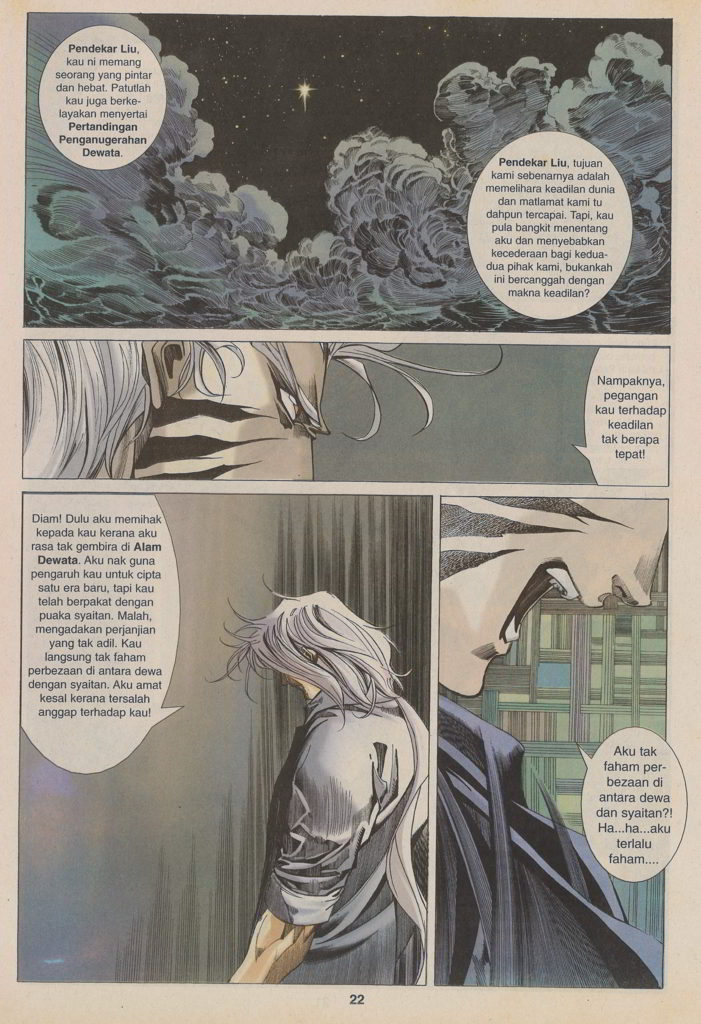 Pendekar Liu,
kau ni memang
seorang yang pintar
dan hebat. Patutlah
kau juga berke-
layakan menyertai
Pertandingan
Penganugerahan
Dewata.
Pendekar Liu, tujuan
kami sebenarnya adalah
memelihara keadilan dunia
dan matlamat kami tu
dahpun tercapai. Tapi, kau
pula bangkit menentang
aku dan menyebabkan
kecederaan bagi kedua-
dua pihak kami, bukankah
ini bercanggah dengan
makna keadilan?
Nampaknya,
pegangan
kau terhadap
keadilan
tak berapa
tepat!
Diam! Dulu aku memihak
kepada kau kerana aku
rasa tak gembira di Alam
Dewata. Aku nak guna
pengaruh kau untuk cipta
satu era baru, tapi kau
telah berpakat dengan
puaka syaitan. Malah,
mengadakan perjanjian
yang tak adil. Kau
langsung tak faham
perbezaan di antara dewa
dengan syaitan. Aku amat
kesal kerana tersalah
anggap terhadap kau!
Aku tak
faham per-
bezaan di
antara dewa
dan syaitan?!
Ha...ha...aku
terlalu
faham....
22